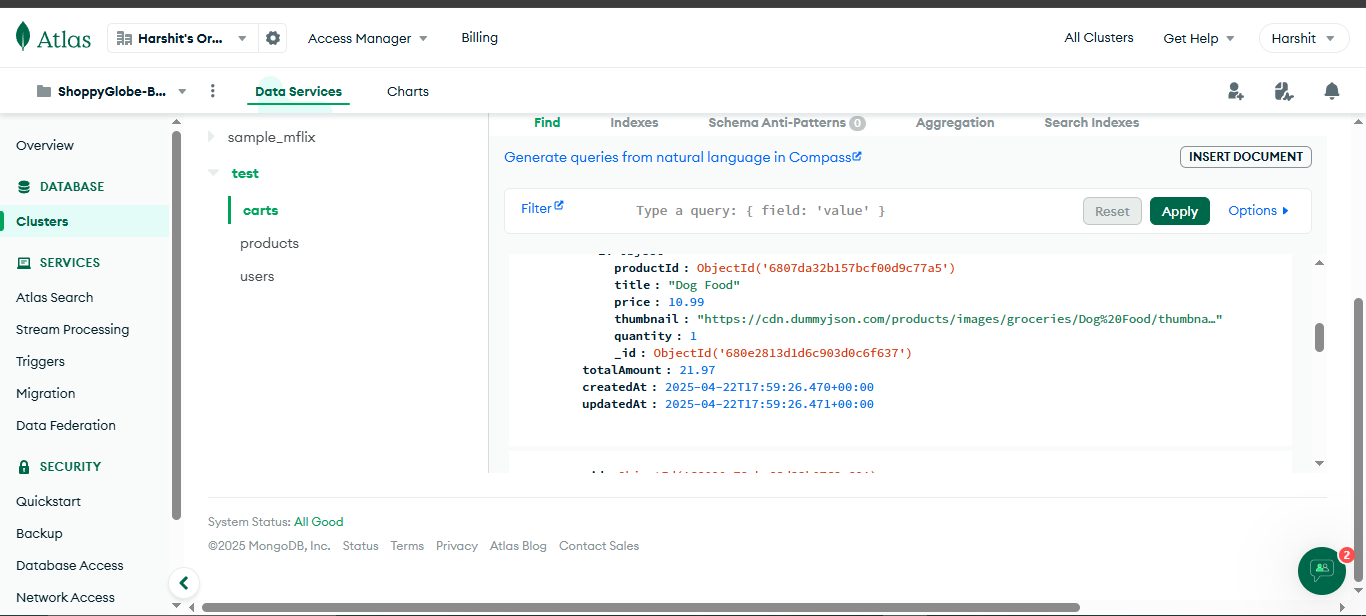 Atlas
Harshit's Or...
Access Manager
Billing
All Clusters
Get Help
Harshit
ShoppyGlobe-B...
Data Services
Charts
Overview
DATABASE
Clusters
SERVICES
Atlas Search
Stream Processing
Triggers
Migration
Data Federation
SECURITY
Quickstart
Backup
Database Access
Network Access
sample_mflix
test
carts
products
users
Find
Indexes
Schema Anti-Patterns 0
Aggregation
Search Indexes
Generate queries from natural language in Compass
INSERT DOCUMENT
Filter
Type a query: { field: 'value' }
Reset
Apply
Options
productId : ObjectId('6807da32b157bcf00d9c77a5')
title : "Dog Food"
price : 10.99
thumbnail : "https://cdn.dummyjson.com/products/images/groceries/Dog%20Food/thumbna…"
quantity : 1
_id : ObjectId('680e2813d1d6c903d0c6f637')
totalAmount : 21.97
createdAt : 2025-04-22T17:59:26.470+00:00
updatedAt : 2025-04-22T17:59:26.471+00:00
System Status: All Good
©2025 MongoDB, Inc. Status Terms Privacy Atlas Blog Contact Sales
2